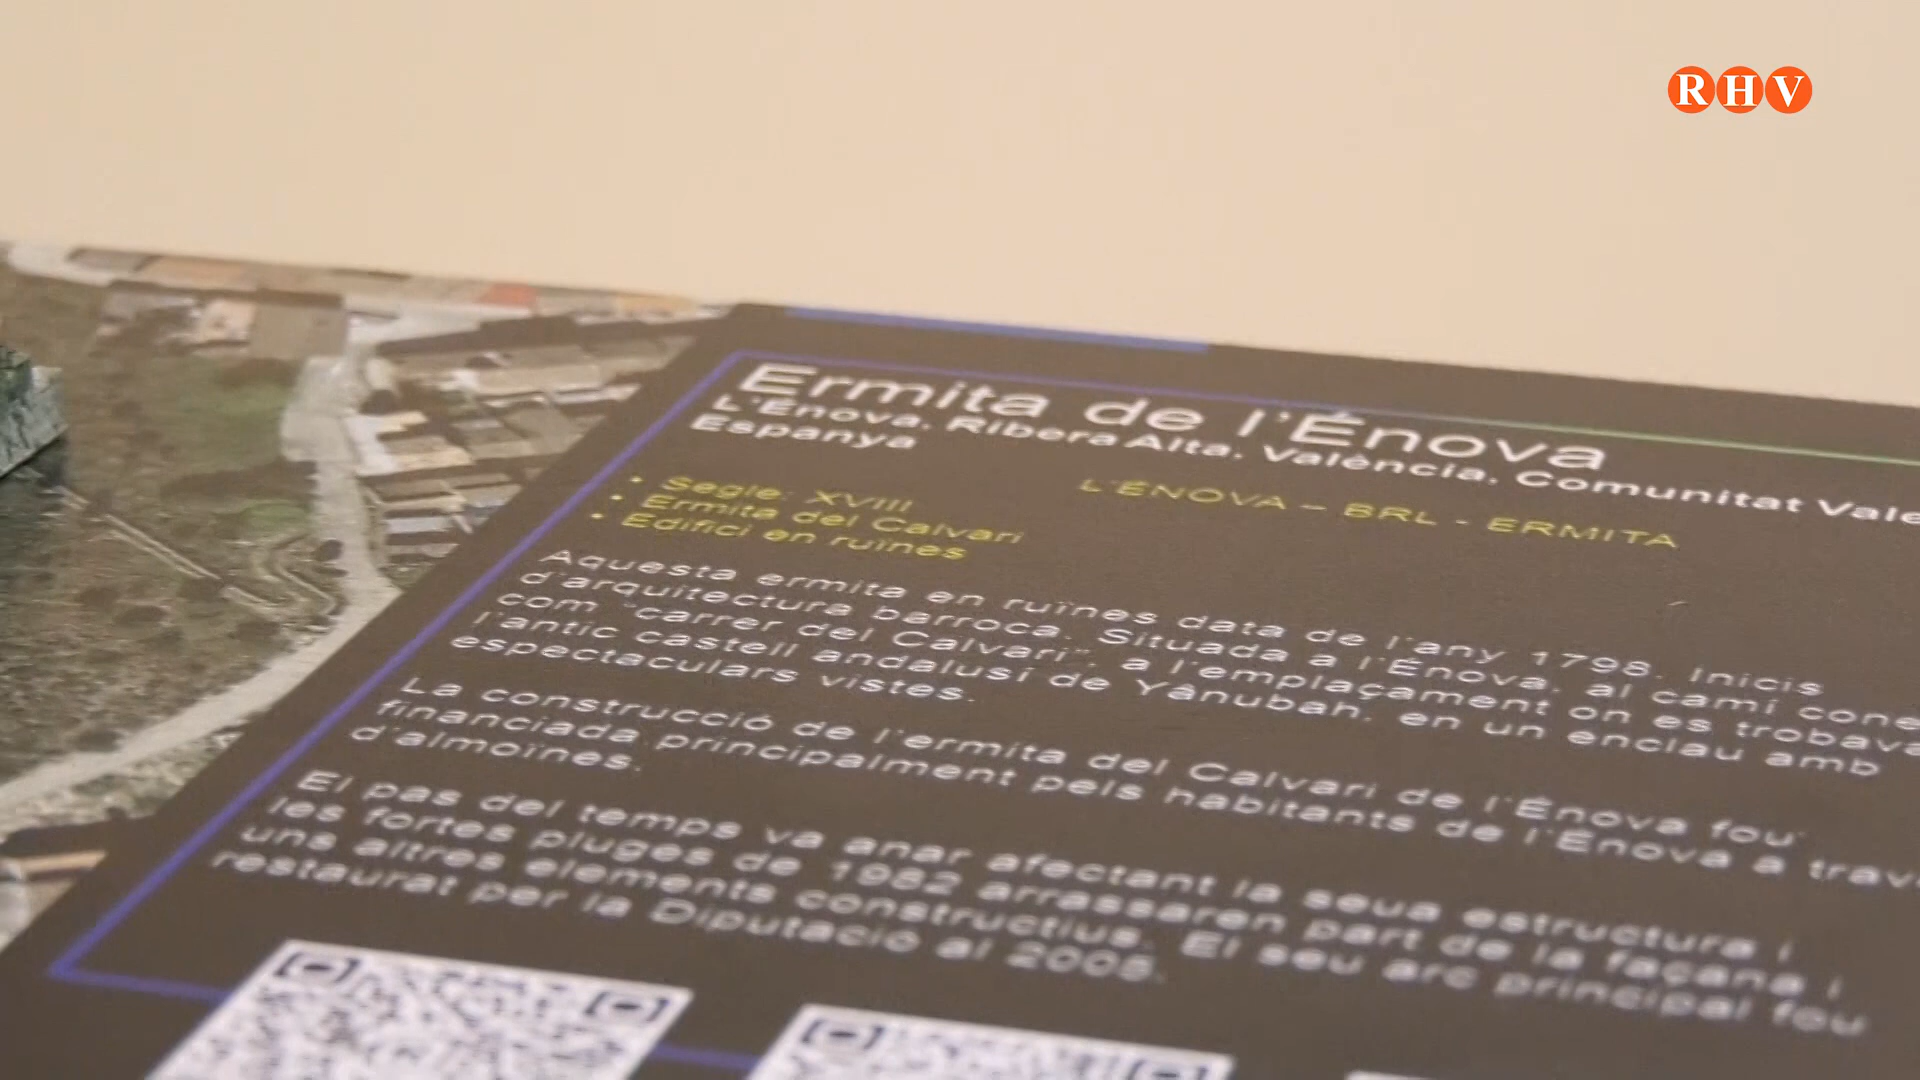 RHV
Ermita de l'Énova
L'Énova, Ribera Alta, València, Comunitat
Espanya
• Segle: XVIII
• Ermita del Calvari
• Edifici en ruïnes
L'ÉNOVA – BRL - ERMITA
Aquesta ermita en ruïnes data de l'any 1798. Inicis
d'arquitectura barroca. Situada a l'Énova, al camí
com "carrer del Calvari", a l'emplaçament on es trobava
l'antic castell andalusí de Yânubah, en un enclau amb
espectaculars vistes.
La construcció de l'ermita del Calvari de l'Énova fou
financiada principalment pels habitants de l'Énova a
d'almoïnes.
El pas del temps va anar afectant la seua estructura i
les fortes pluges de 1982 arrassaren part de la façana i
uns altres elements constructius. El seu arc principal fou
restaurat per la Diputació al 2005.